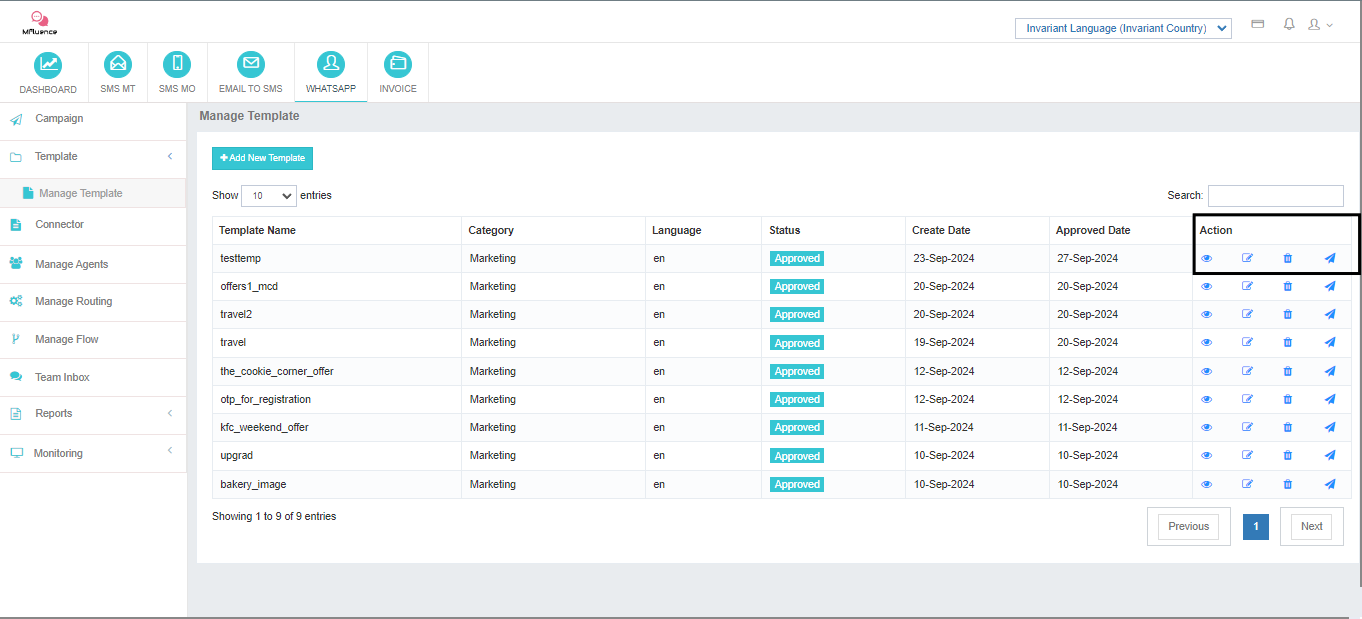 Mfluence
Invariant Language (Invariant Country)
DASHBOARD
SMS MT
SMS MO
EMAIL TO SMS
WHATSAPP
INVOICE
Campaign
Template
Manage Template
Connector
Manage Agents
Manage Routing
Manage Flow
Team Inbox
Reports
Monitoring
Manage Template
Add New Template
Show 10 entries
Search:
Template Name Category Language Status Create Date Approved Date Action
testtemp Marketing en Approved 23-Sep-2024 27-Sep-2024
offers1_mcd Marketing en Approved 20-Sep-2024 20-Sep-2024
travel2 Marketing en Approved 20-Sep-2024 20-Sep-2024
travel Marketing en Approved 19-Sep-2024 20-Sep-2024
the_cookie_corner_offer Marketing en Approved 12-Sep-2024 12-Sep-2024
otp_for_registration Marketing en Approved 12-Sep-2024 12-Sep-2024
kfc_weekend_offer Marketing en Approved 11-Sep-2024 11-Sep-2024
upgrad Marketing en Approved 10-Sep-2024 10-Sep-2024
bakery_image Marketing en Approved 10-Sep-2024 10-Sep-2024
Showing 1 to 9 of 9 entries
Previous 1 Next